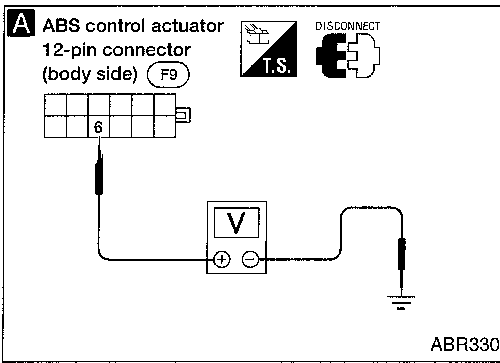 A ABS control actuator
12-pin connector
(body side) F9
T.S.
DISCONNECT
6
V
+ −
ABR330